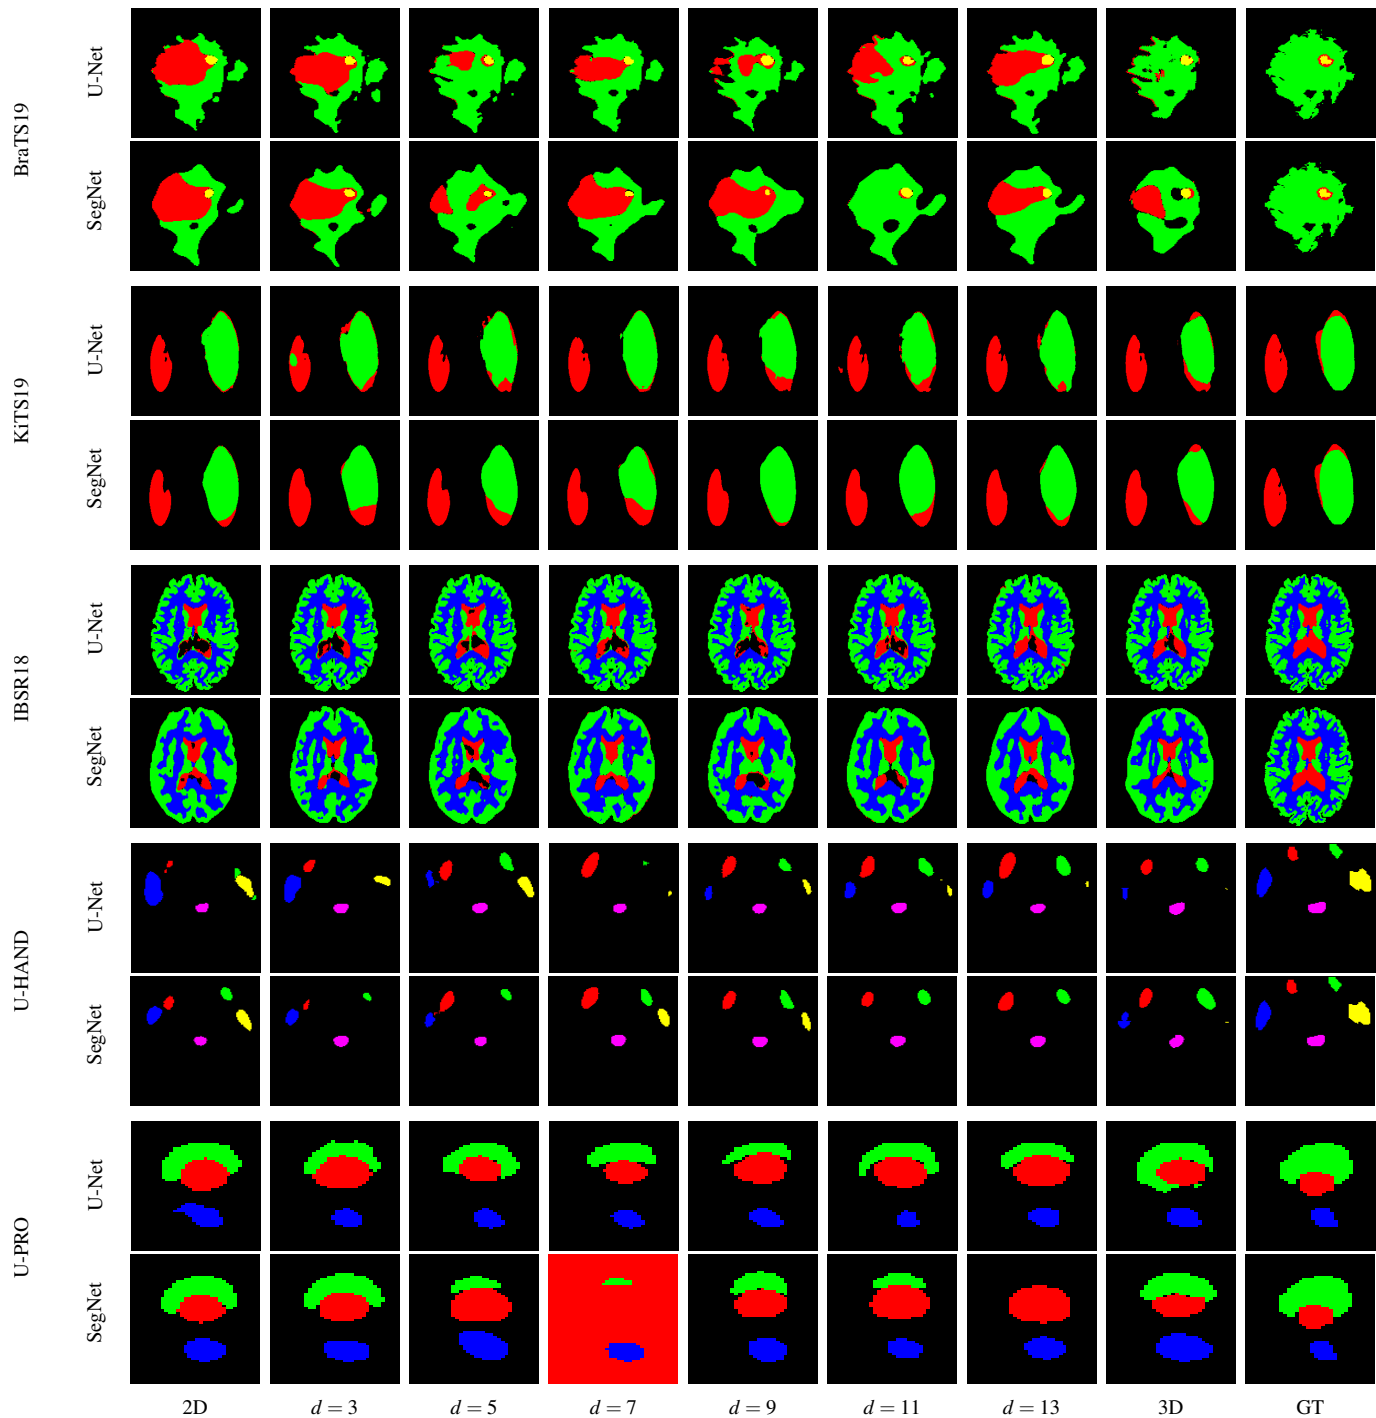 BraTS19
U-Net
SegNet
KiTS19
U-Net
SegNet
IBSR18
U-Net
SegNet
U-HAND
U-Net
SegNet
U-PRO
U-Net
SegNet
2D d = 3 d = 5 d = 7 d = 9 d = 11 d = 13 3D GT